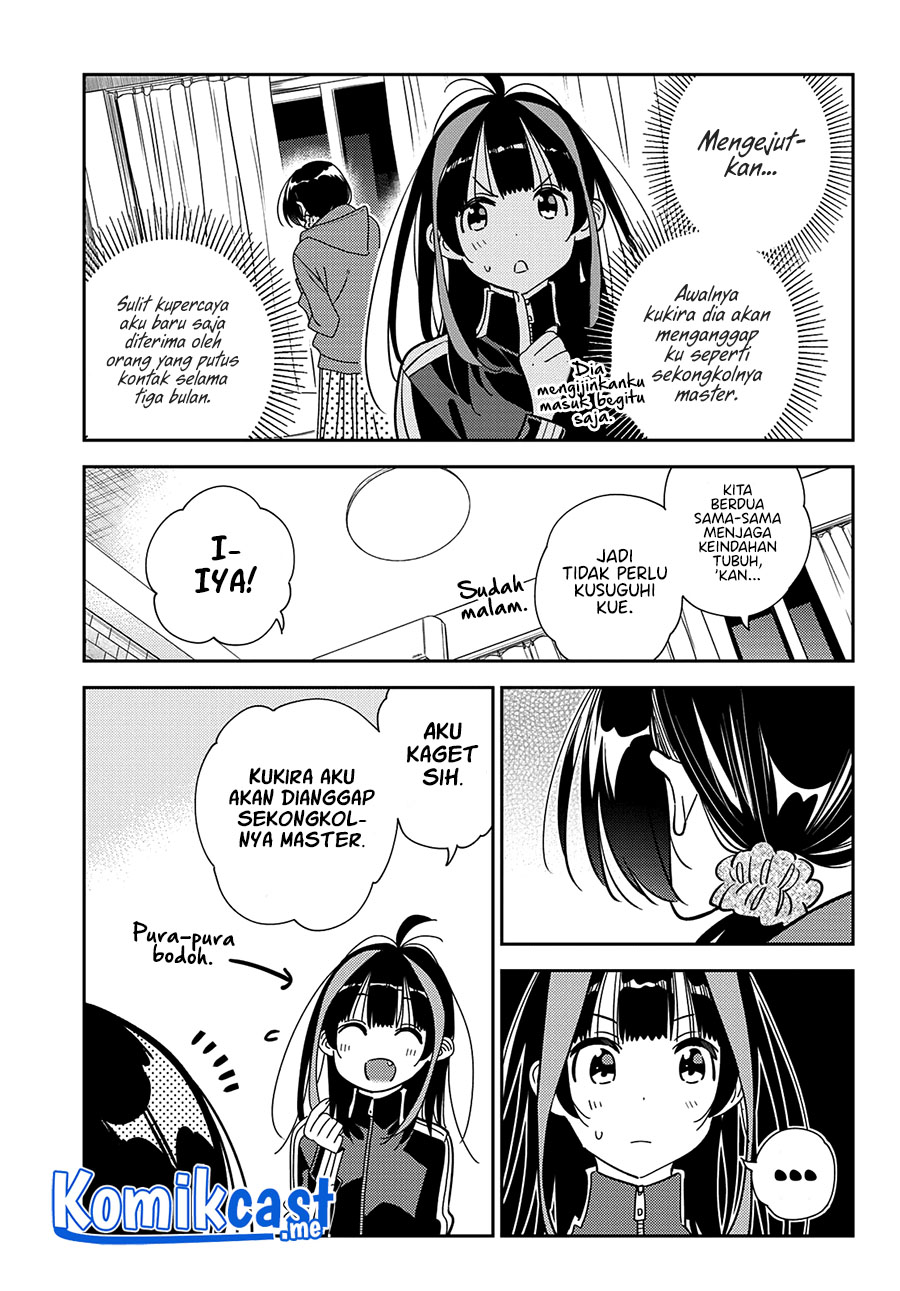 Mengejut-
kan...
Awalnya
kukira dia akan
menganggap
ku seperti
sekongkolnya
master.
Dia
mengijinkanku
masuk begitu
saja.
Sulit kupercaya
aku baru saja
diterima oleh
orang yang putus
kontak selama
tiga bulan.
KITA
BERDUA
SAMA-SAMA
MENJAGA
KEINDAHAN
TUBUH,
'KAN...
JADI
TIDAK PERLU
KUSUGUHI
KUE.
Sudah
malam.
I-
IYA!
AKU
KAGET
SIH.
KUKIRA AKU
AKAN DIANGGAP
SEKONGKOL-
NYA MASTER.
Pura-pura
bodoh.
...
Komikcast
.me